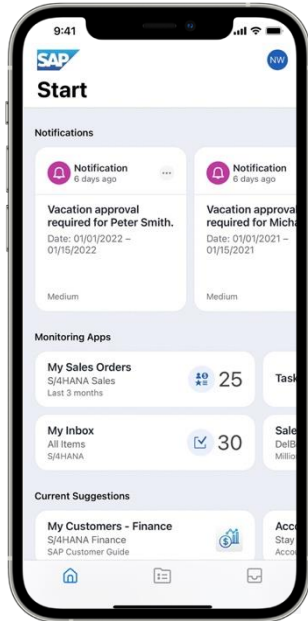 9:41
SAP
NW
Start
Notifications
Notification
6 days ago
Vacation approval
required for Peter Smith.
Date: 01/01/2022 –
01/15/2022
Medium
Notification
6 days ago
Vacation approval
required for Micha
Date: 01/01/2021 –
01/15/2021
Medium
Monitoring Apps
My Sales Orders
S/4HANA Sales
Last 3 months
25
Task
My Inbox
All Items
S/4HANA
30
Sale
DelB
Millio
Current Suggestions
My Customers - Finance
S/4HANA Finance
SAP Customer Guide
Acco
Stay
Accou